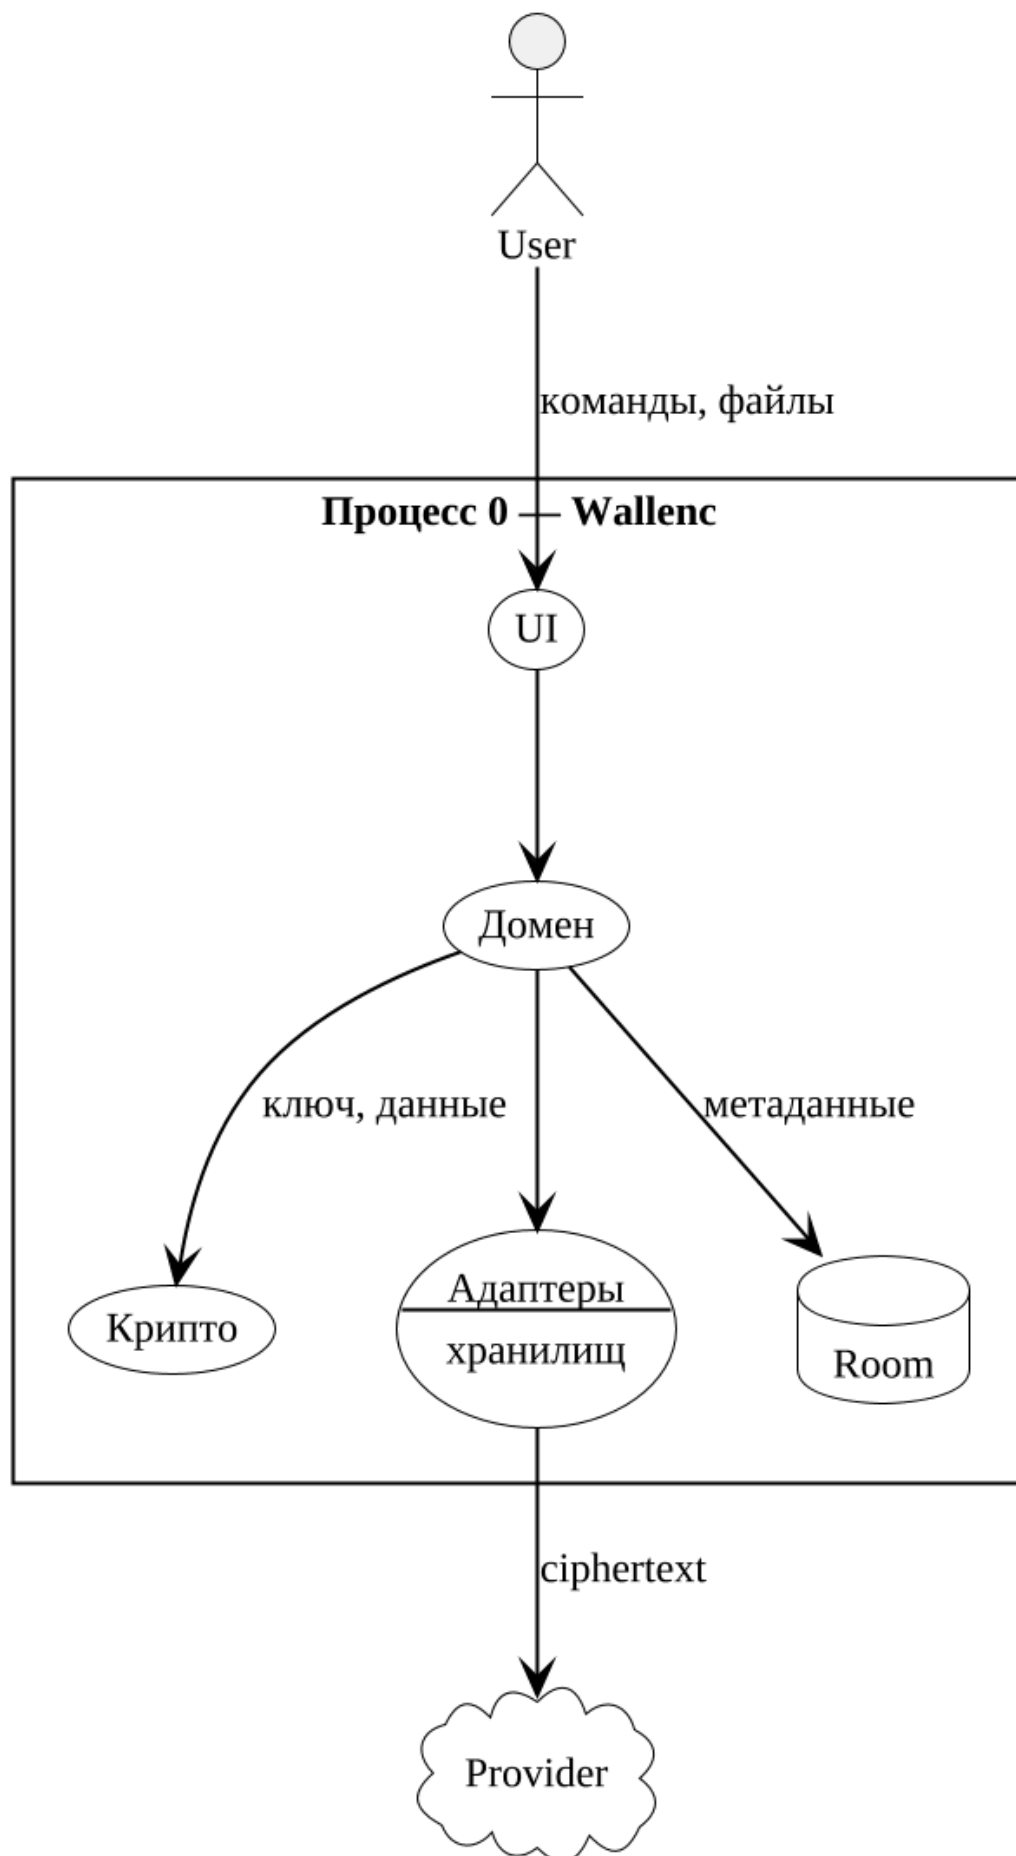 User
команды, файлы
Процесс 0 — Wallenc
UI
Домен
ключ, данные
метаданные
Крипто
Адаптеры
хранилищ
Room
ciphertext
Provider